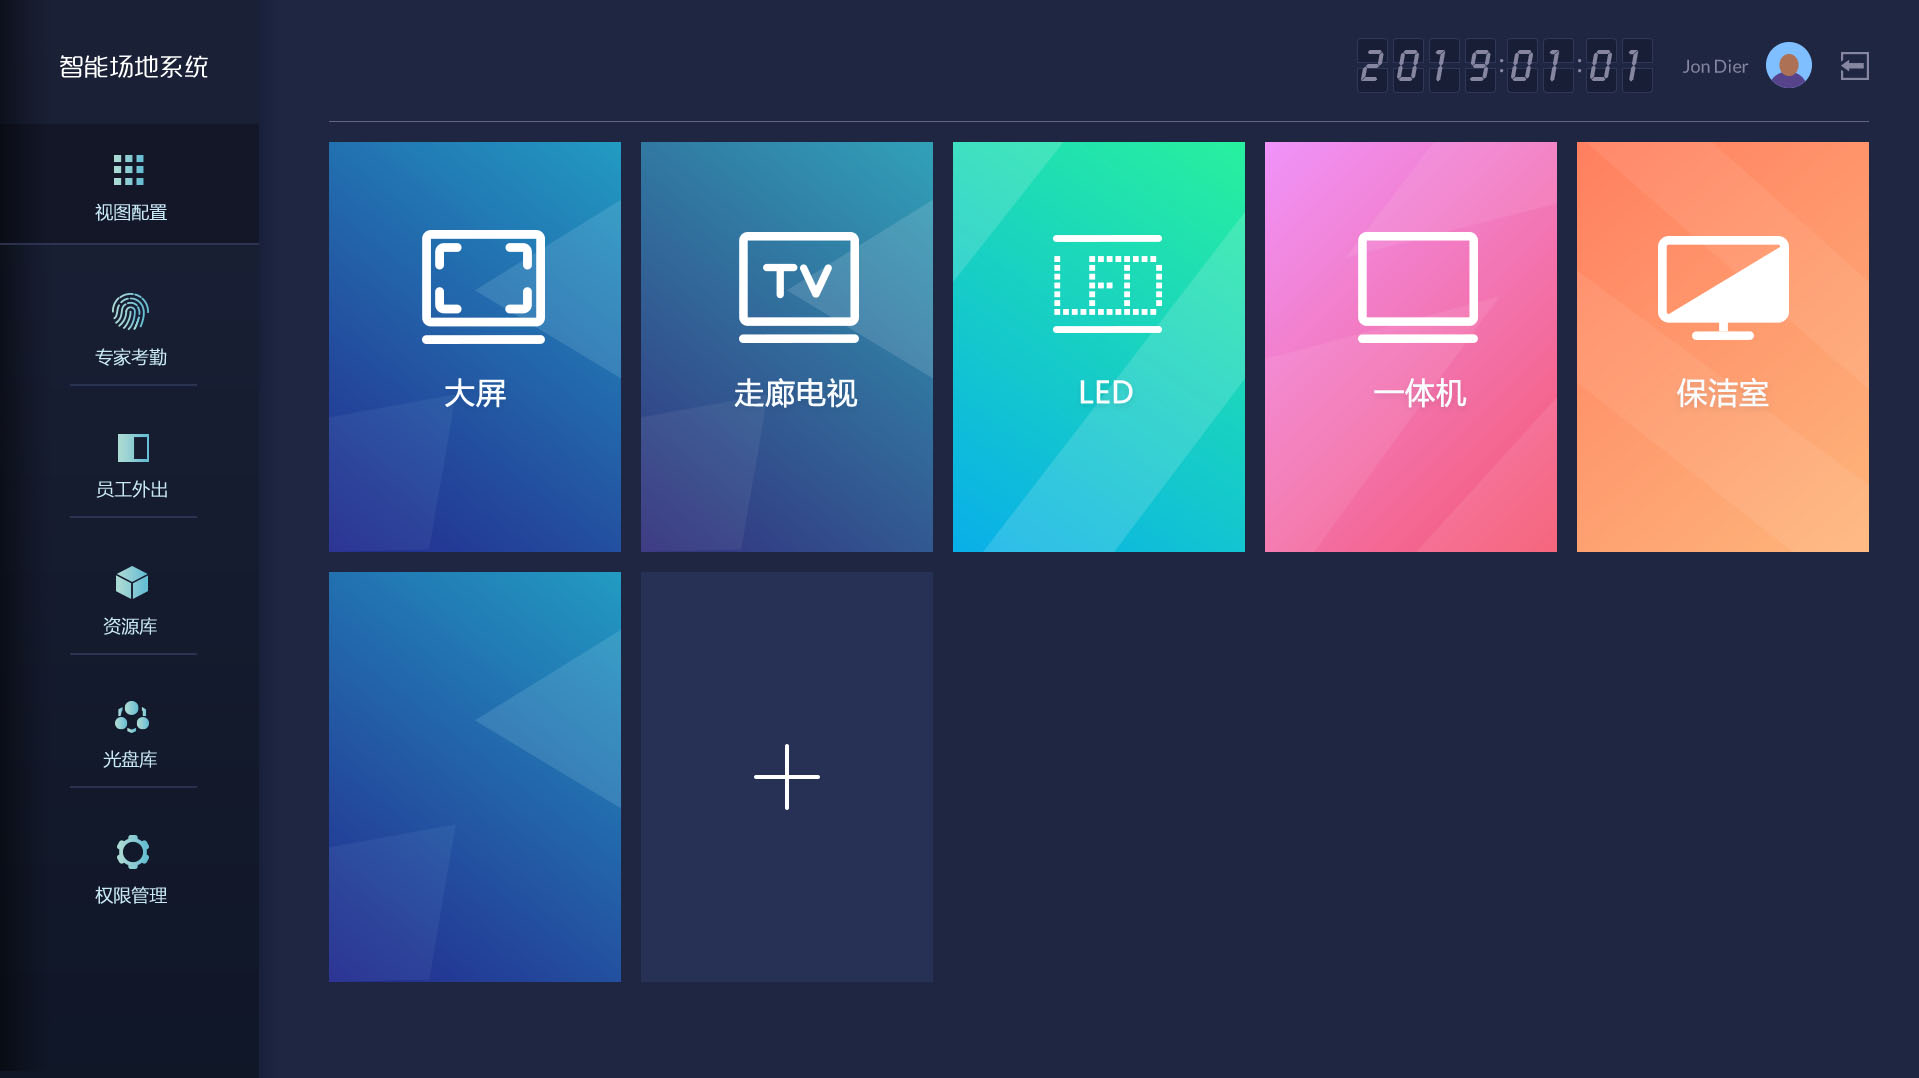 智能场地系统
2019:01:01
Jon Dier
视图配置
专家考勤
员工外出
资源库
光盘库
权限管理
大屏
TV
走廊电视
LED
LED
一体机
保洁室